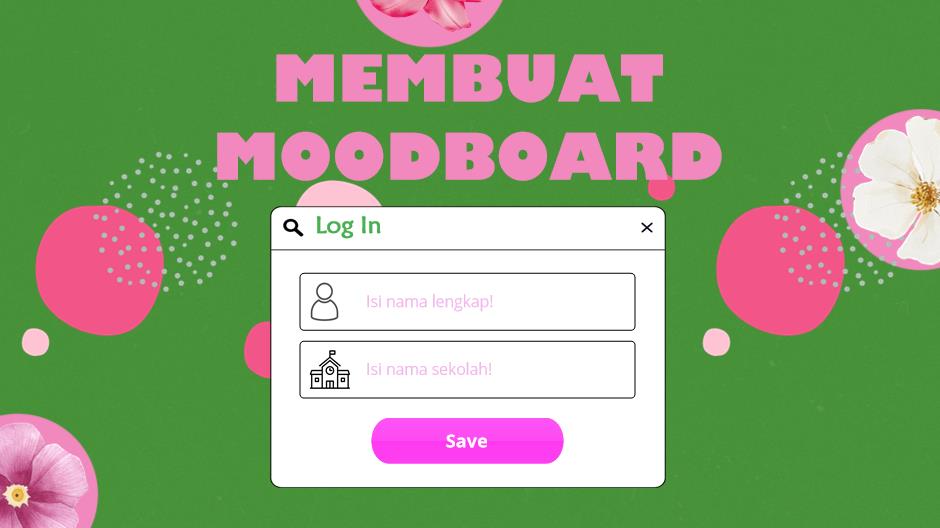 MEMBUAT
MOODBOARD
Log In
Isi nama lengkap!
Isi nama sekolah!
Save